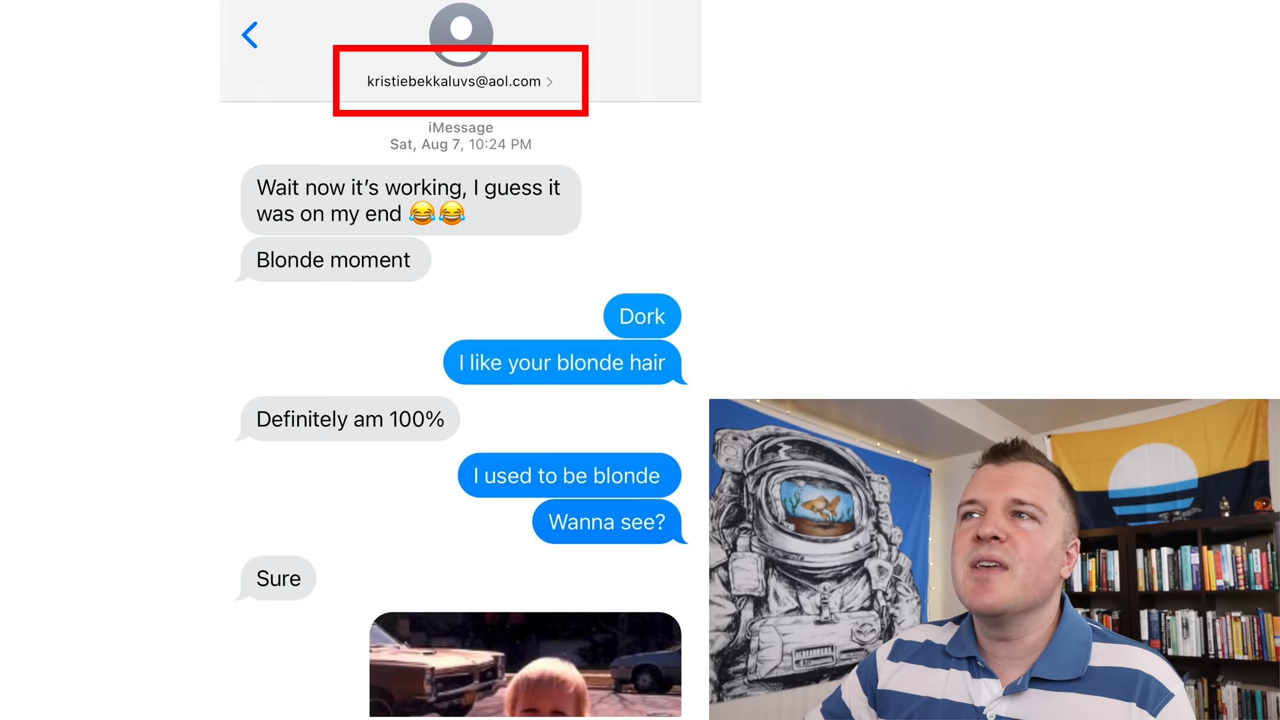 kristiebekkaluvs@aol.com >
iMessage
Sat, Aug 7, 10:24 PM
Wait now it's working, I guess it
was on my end 😂😂
Blonde moment
Dork
I like your blonde hair
Definitely am 100%
I used to be blonde
Wanna see?
Sure